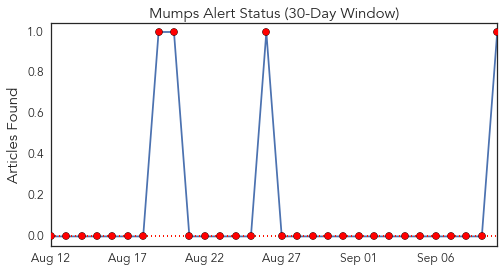 Mumps Alert Status (30-Day Window)
Articles Found
1.0
0.8
0.6
0.4
0.2
0.0
Aug 12 Aug 17 Aug 22 Aug 27 Sep 01 Sep 06